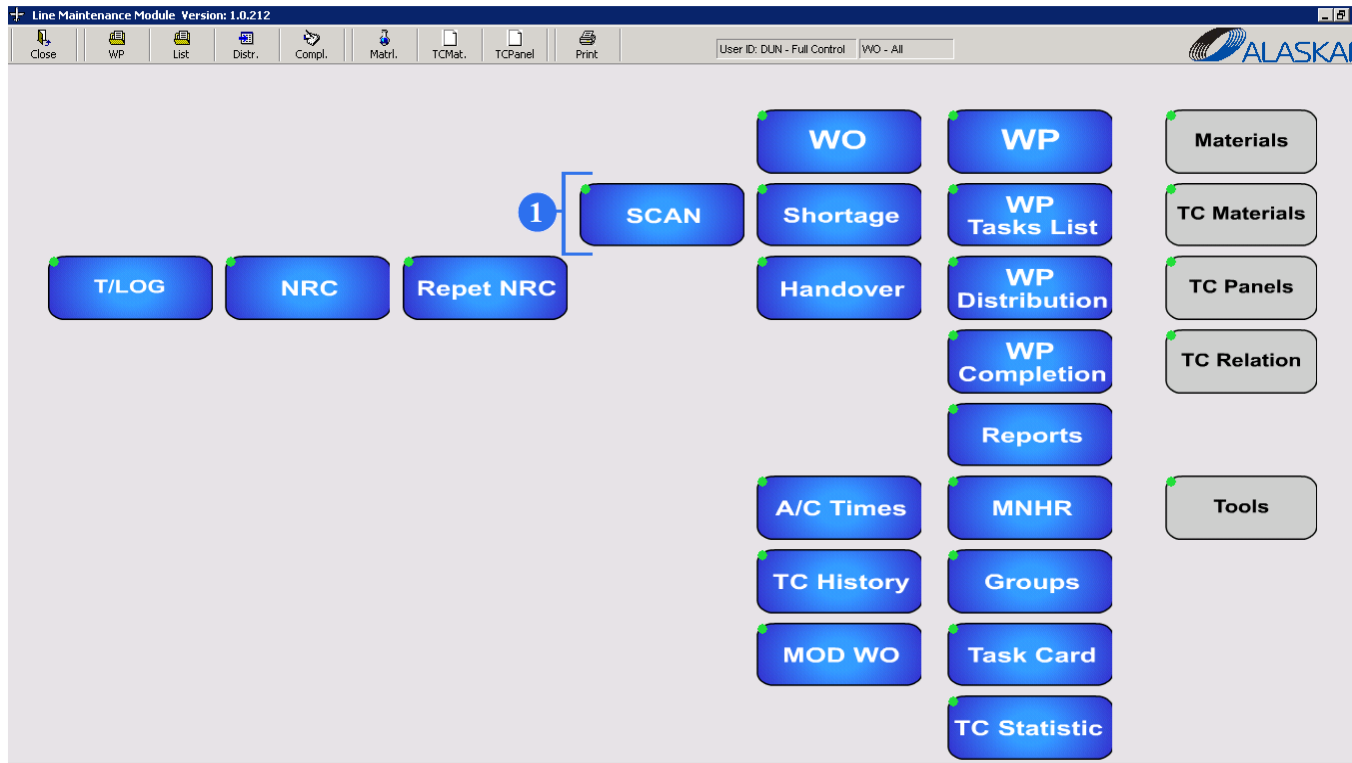 Line Maintenance Module Version: 1.0.212
Close WP List Distr. Compl. Matrl. TCMat. TCPanel Print
User ID: DUN - Full Control WO - All
ALASKAR
WO WP Materials
1 SCAN Shortage WP Tasks List TC Materials
T/LOG NRC Repet NRC Handover WP Distribution TC Panels
WP Completion TC Relation
Reports
A/C Times MNHR Tools
TC History Groups
MOD WO Task Card
TC Statistic